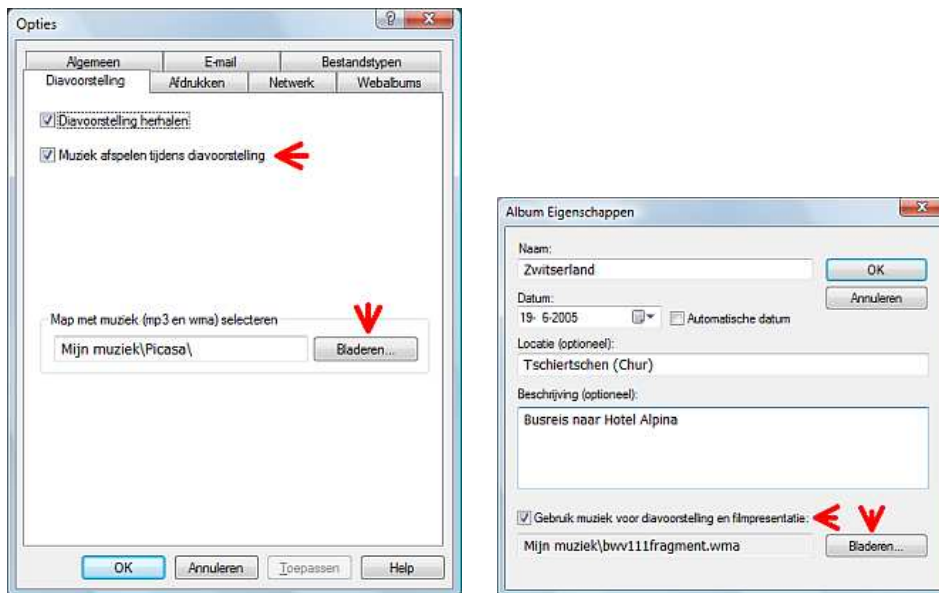 Opties
Algemeen E-mail Bestandstypen
Diavoorstelling Afdrukken Netwerk Webalbums
Diavoorstelling herhalen
Muziek afspelen tijdens diavoorstelling
Map met muziek (mp3 en wma) selecteren
Mijn muziek\Picasa\ Bladeren...
OK Annuleren Toepassen Help
Album Eigenschappen
Naam:
Zwitserland OK
Datum: Annuleren
19- 6-2005 Automatische datum
Locatie (optioneel):
Tschiertschen (Chur)
Beschrijving (optioneel):
Busreis naar Hotel Alpina
Gebruik muziek voor diavoorstelling en filmpresentatie:
Mijn muziek\bwv111fragment.wma Bladeren...